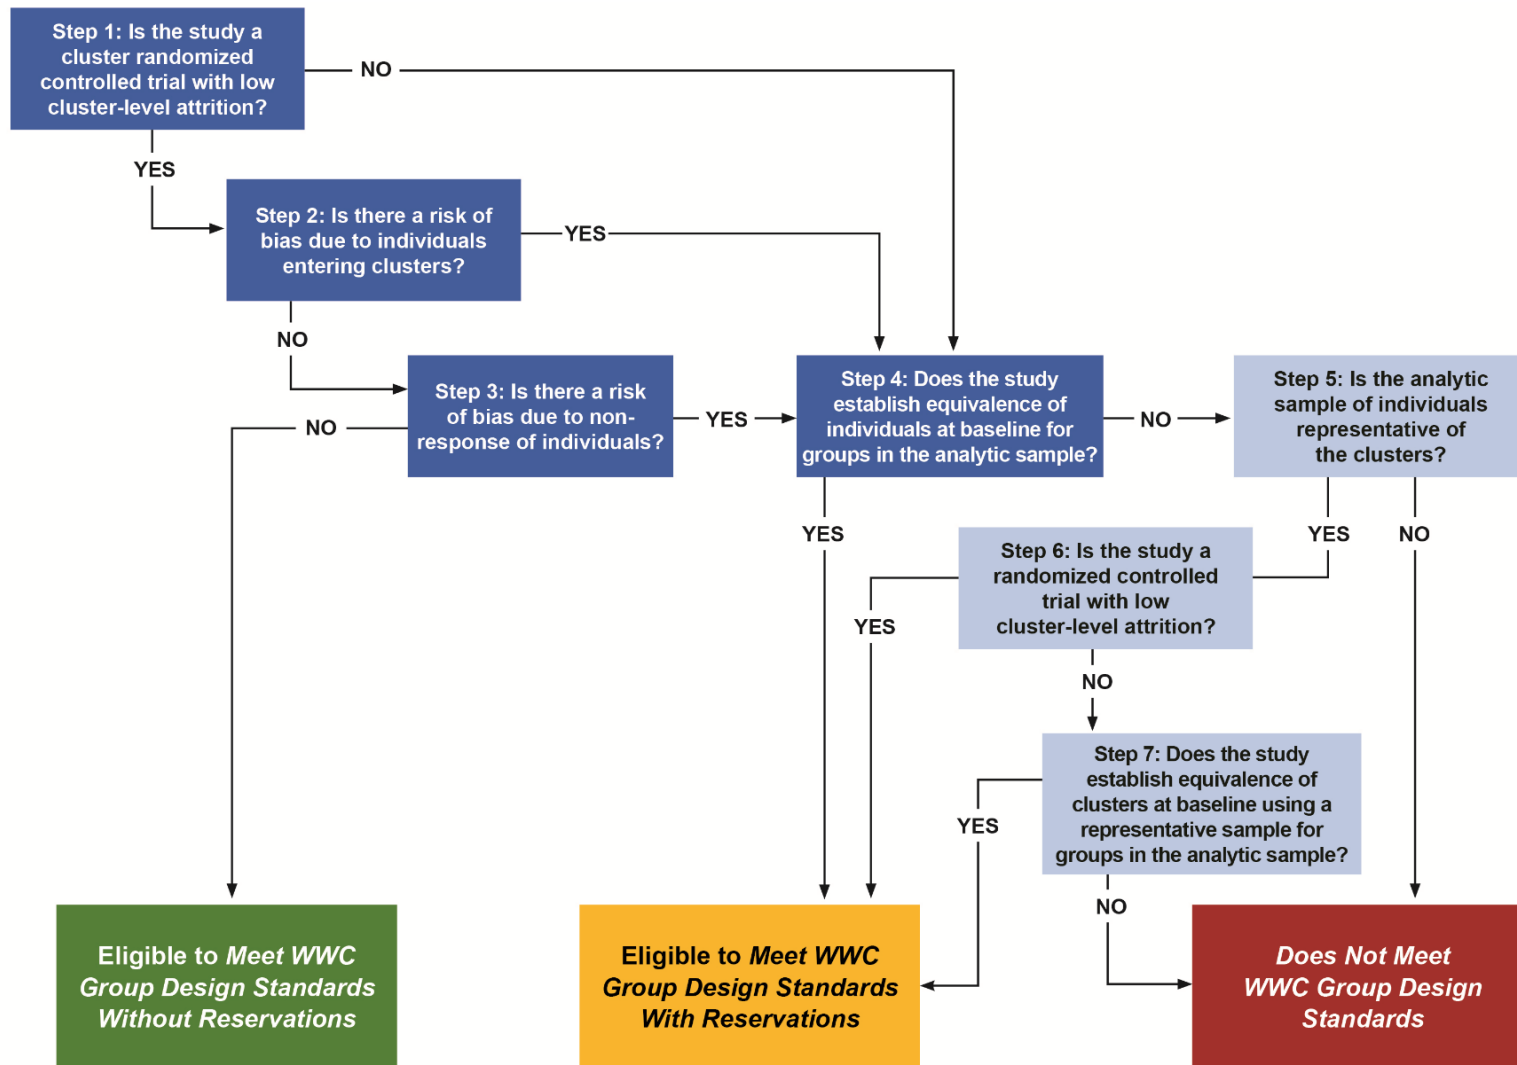 Step 1: Is the study a
cluster randomized
controlled trial with low
cluster-level attrition?
NO
YES
Step 2: Is there a risk of
bias due to individuals
entering clusters?
YES
NO
Step 3: Is there a risk
of bias due to non-
response of individuals?
NO
YES
Step 4: Does the study
establish equivalence of
individuals at baseline for
groups in the analytic sample?
NO
YES
Step 5: Is the analytic
sample of individuals
representative of
the clusters?
YES
NO
Step 6: Is the study a
randomized controlled
trial with low
cluster-level attrition?
YES
NO
Step 7: Does the study
establish equivalence of
clusters at baseline using a
representative sample for
groups in the analytic sample?
YES
NO
Eligible to Meet WWC
Group Design Standards
Without Reservations
Eligible to Meet WWC
Group Design Standards
With Reservations
Does Not Meet
WWC Group Design
Standards